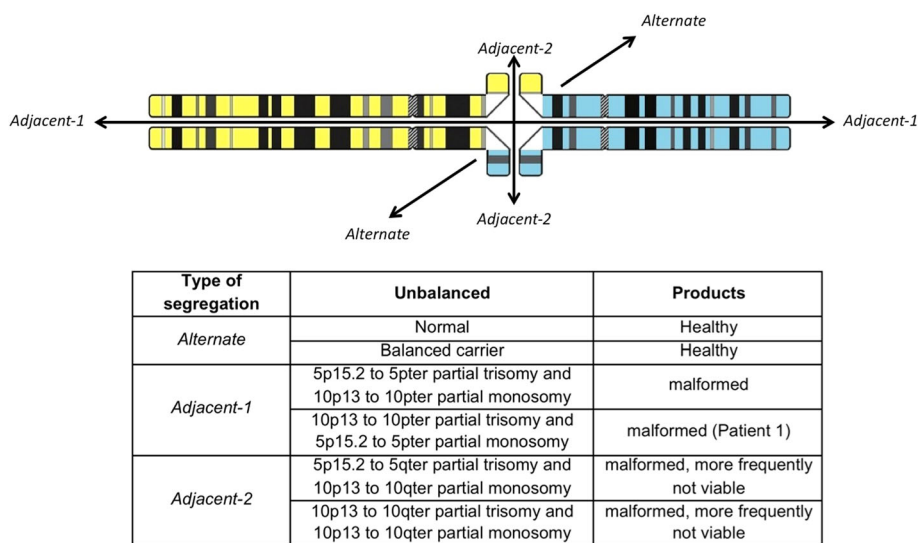 Alternate
Adjacent-2
Adjacent-1
Adjacent-1
Adjacent-2
Alternate
Type of segregation Unbalanced Products
Alternate Normal Healthy
Balanced carrier Healthy
Adjacent-1 5p15.2 to 5pter partial trisomy and
10p13 to 10pter partial monosomy malformed
10p13 to 10pter partial trisomy and
5p15.2 to 5pter partial monosomy malformed (Patient 1)
Adjacent-2 5p15.2 to 5qter partial trisomy and malformed, more frequently
10p13 to 10qter partial monosomy not viable
10p13 to 10qter partial trisomy and malformed, more frequently
10p13 to 10qter partial monosomy not viable